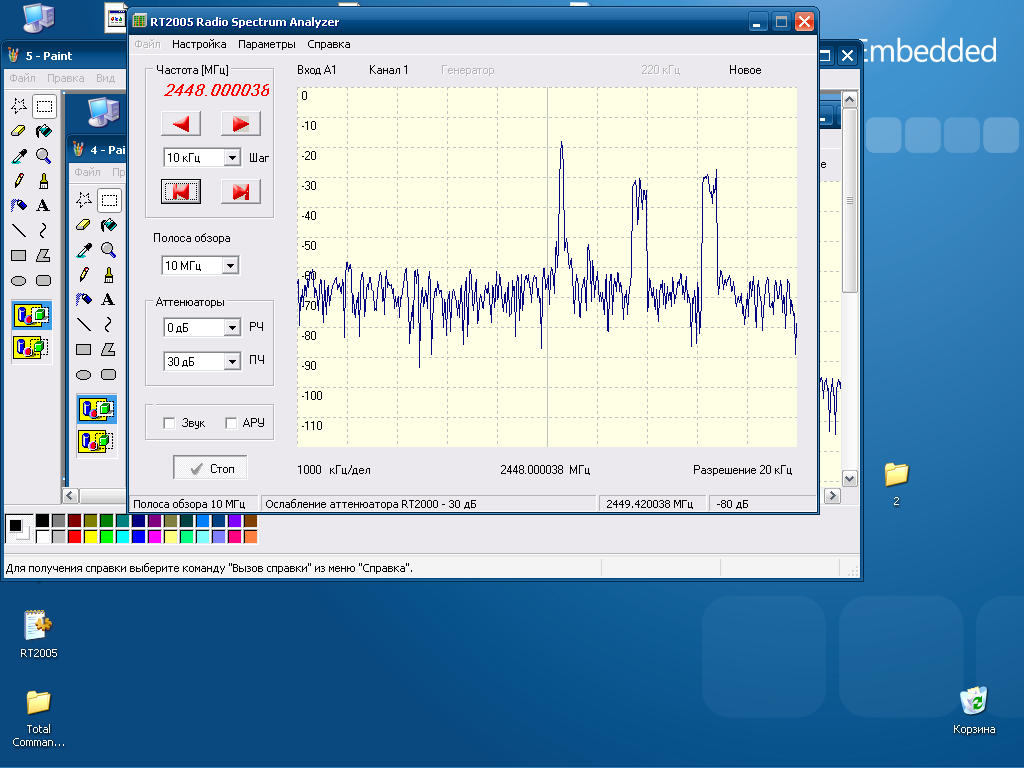 RT2005 Radio Spectrum Analyzer
Файл Настройка Параметры Справка
5 - Paint
Файл Правка Вид
4 - Pai
Файл
Embedded
Частота [МГц]
2448.000038
10 кГц Шаг
Полоса обзора
10 МГц
Аттенюаторы
0 дБ РЧ
30 дБ ПЧ
Звук АРУ
Стоп
Вход A1 Канал 1 Генератор 220 кГц Новое
0
-10
-20
-30
-40
-50
-60
-70
-80
-90
-100
-110
1000 кГц/дел 2448.000038 МГц Разрешение 20 кГц
Полоса обзора 10 МГц Ослабление аттенюатора RT2000 - 30 дБ 2449.420038 МГц -80 дБ
Для получения справки выберите команду "Вызов справки" из меню "Справка".
2
RT2005
Total
Comman...
Корзина